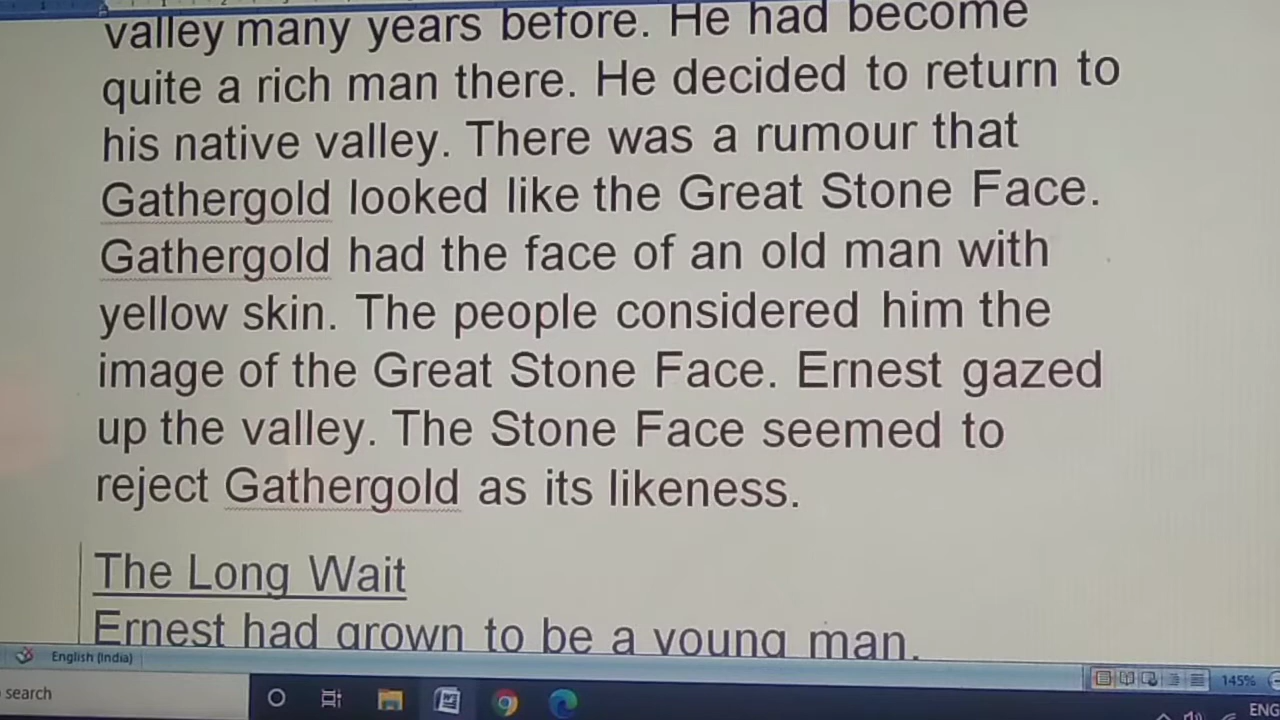 valley many years before. He had become
quite a rich man there. He decided to return to
his native valley. There was a rumour that
Gathergold looked like the Great Stone Face.
Gathergold had the face of an old man with
yellow skin. The people considered him the
image of the Great Stone Face. Ernest gazed
up the valley. The Stone Face seemed to
reject Gathergold as its likeness.
The Long Wait
Ernest had grown to be a young man.
English (India)
145%
search
ENG